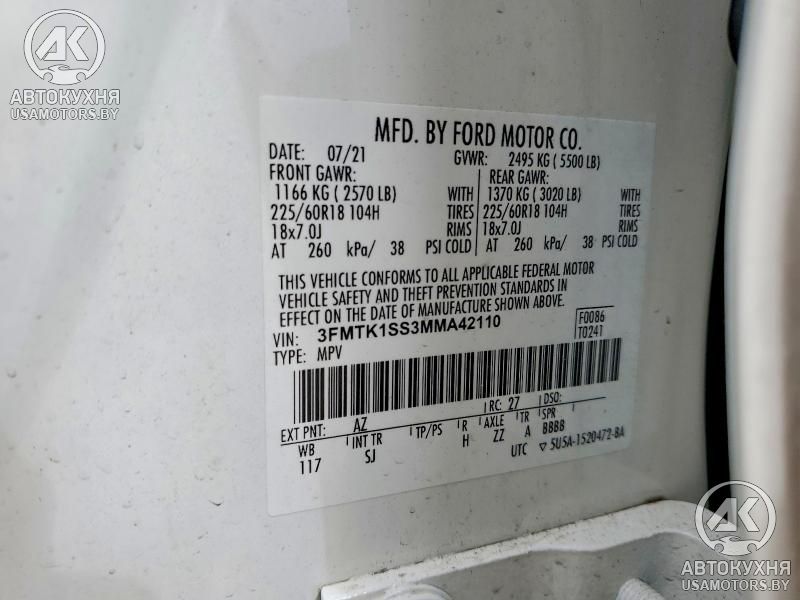 AK
АВТОКУХНЯ
USAMOTORS.BY
MFD. BY FORD MOTOR CO.
DATE: 07/21 GVWR: 2495 KG ( 5500 LB)
FRONT GAWR: REAR GAWR:
1166 KG ( 2570 LB) WITH 1370 KG ( 3020 LB) WITH
225/60R18 104H TIRES 225/60R18 104H TIRES
18x7.0J RIMS 18x7.0J RIMS
AT 260 kPa/ 38 PSI COLD AT 260 kPa/ 38 PSI COLD
THIS VEHICLE CONFORMS TO ALL APPLICABLE FEDERAL MOTOR
VEHICLE SAFETY AND THEFT PREVENTION STANDARDS IN
EFFECT ON THE DATE OF MANUFACTURE SHOWN ABOVE.
VIN: 3FMTK1SS3MMA42110 F0086
TYPE: MPV T0241
EXT PNT: AZ RC: 27 DSO:
WB INT TR TP/PS R AXLE TR SPR
117 SJ H ZZ A BBBB
UTC ▽ 5U5A-1520472-BA
AK
АВТОКУХНЯ
USAMOTORS.BY